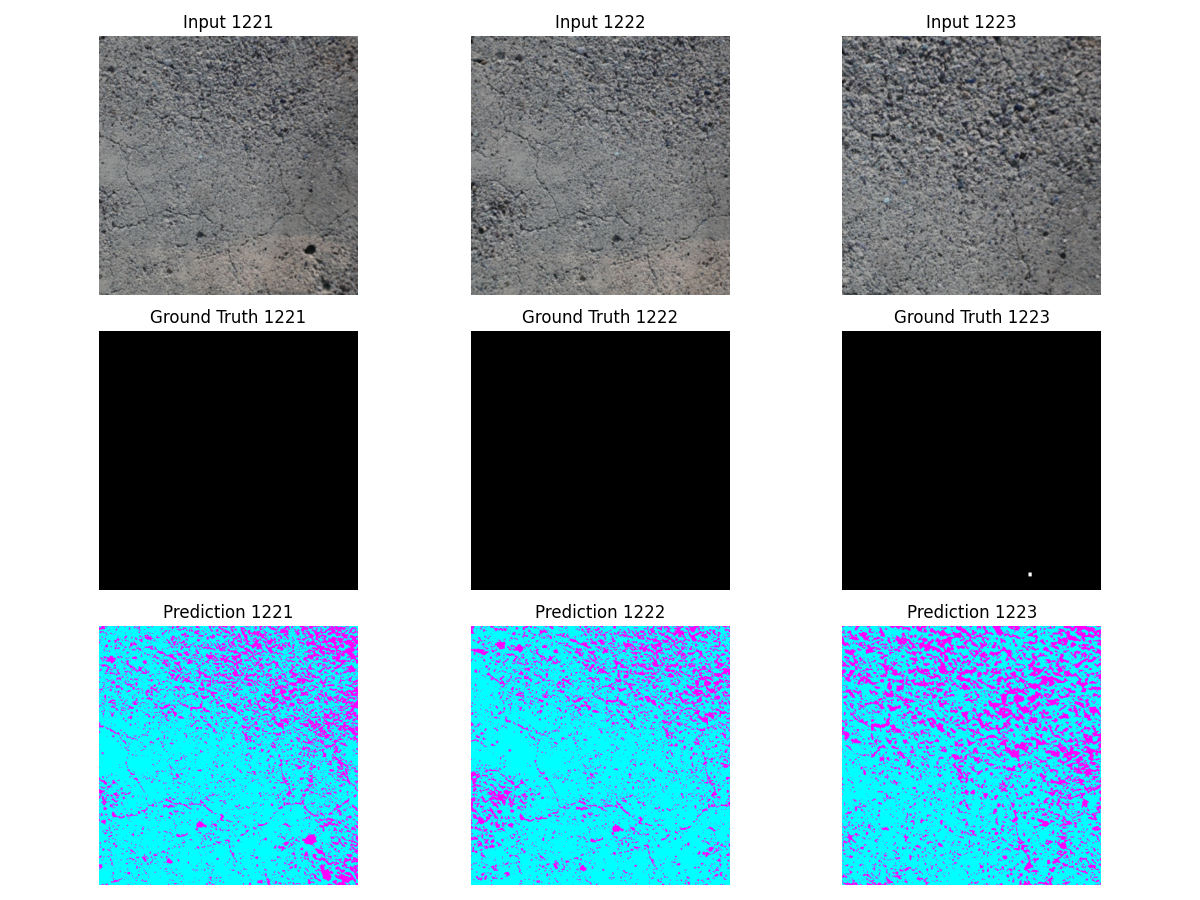 Input 1221
Input 1222
Input 1223
Ground Truth 1221
Ground Truth 1222
Ground Truth 1223
Prediction 1221
Prediction 1222
Prediction 1223